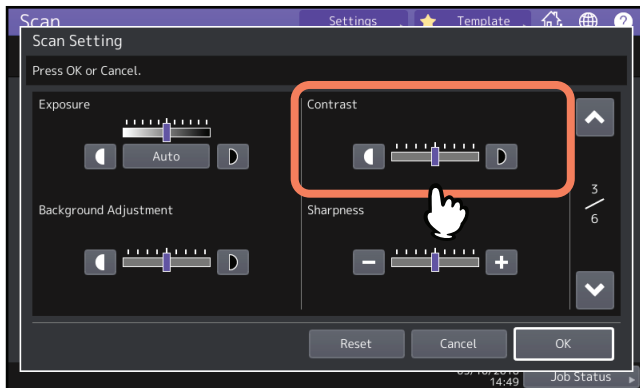 Scan
Settings
Template
?
Scan Setting
Press OK or Cancel.
Exposure
Contrast
Auto
3
6
Background Adjustment
Sharpness
Reset
Cancel
OK
14:49
Job Status